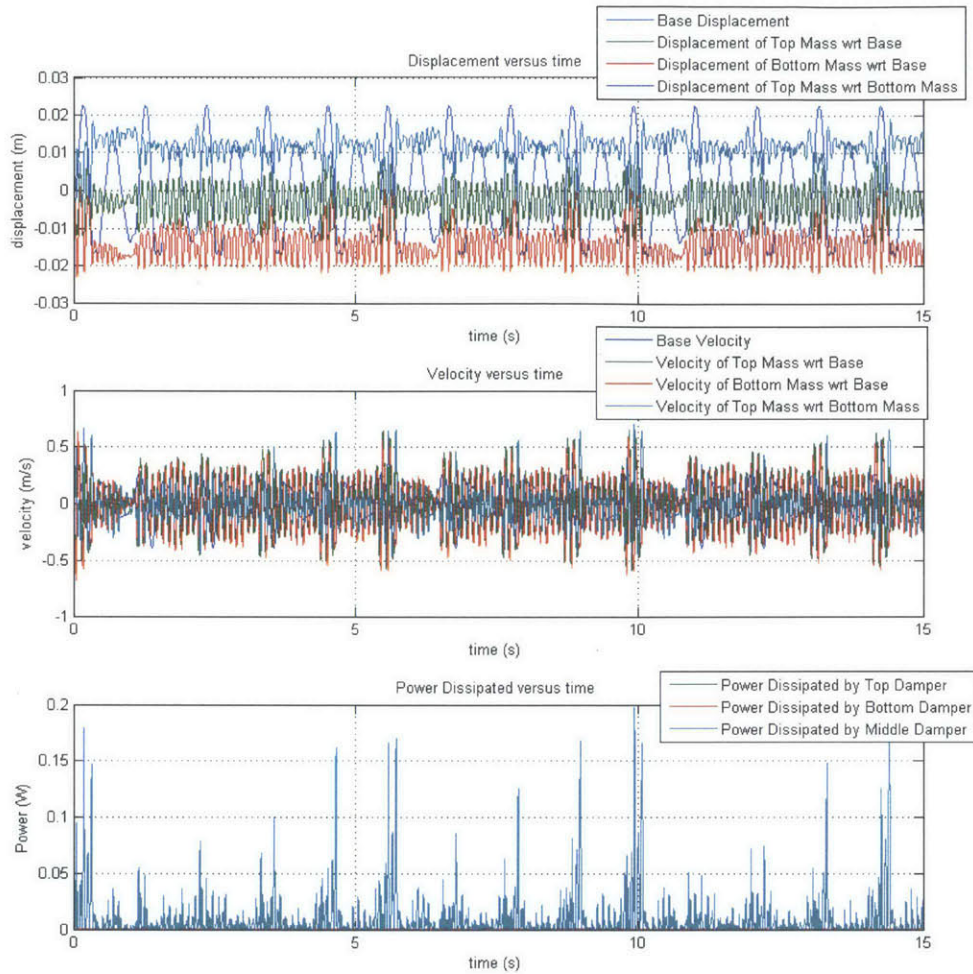 Base Displacement
Displacement of Top Mass wrt Base
Displacement of Bottom Mass wrt Base
Displacement of Top Mass wrt Bottom Mass
Displacement versus time
0.03
0.02
0.01
0
-0.01
-0.02
-0.03
displacement (m)
0
5
10
15
time (s)
Base Velocity
Velocity of Top Mass wrt Base
Velocity of Bottom Mass wrt Base
Velocity of Top Mass wrt Bottom Mass
Velocity versus time
1
0.5
0
-0.5
-1
velocity (m/s)
0
5
10
15
time (s)
Power Dissipated by Top Damper
Power Dissipated by Bottom Damper
Power Dissipated by Middle Damper
Power Dissipated versus time
0.2
0.15
0.1
0.05
0
Power (W)
0
5
10
15
time (s)